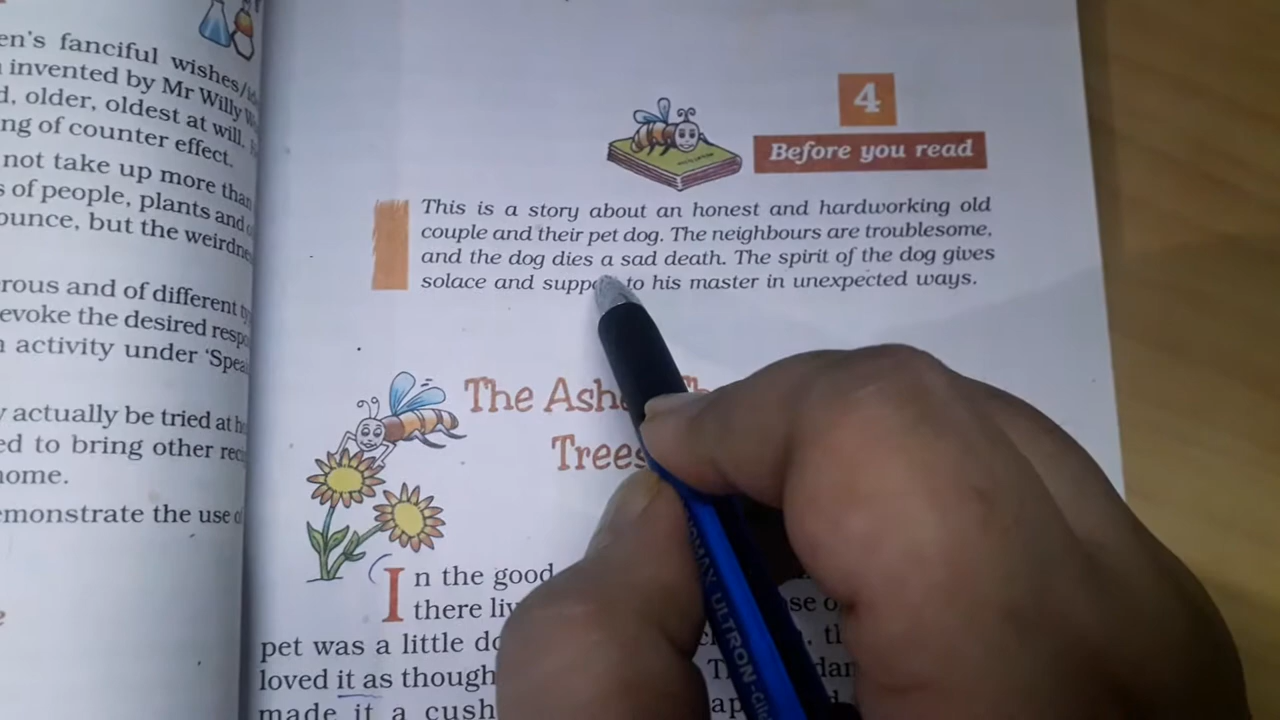 en's fanciful wishes/
invented by Mr Willy
d, older, oldest at will.
ng of counter effect.
not take up more than
s of people, plants and
ounce, but the weirdne
rous and of different
evoke the desired resp
activity under 'Spea
y actually be tried at
ed to bring other rec
ome.
emonstrate the use o
4
Before you read
This is a story about an honest and hardworking old
couple and their pet dog. The neighbours are troublesome,
and the dog dies a sad death. The spirit of the dog gives
solace and suppo to his master in unexpected ways.
The Ash
Trees
In the good
there liv
pet was a little do
loved it as though
made it a cush
se o
ULTRON